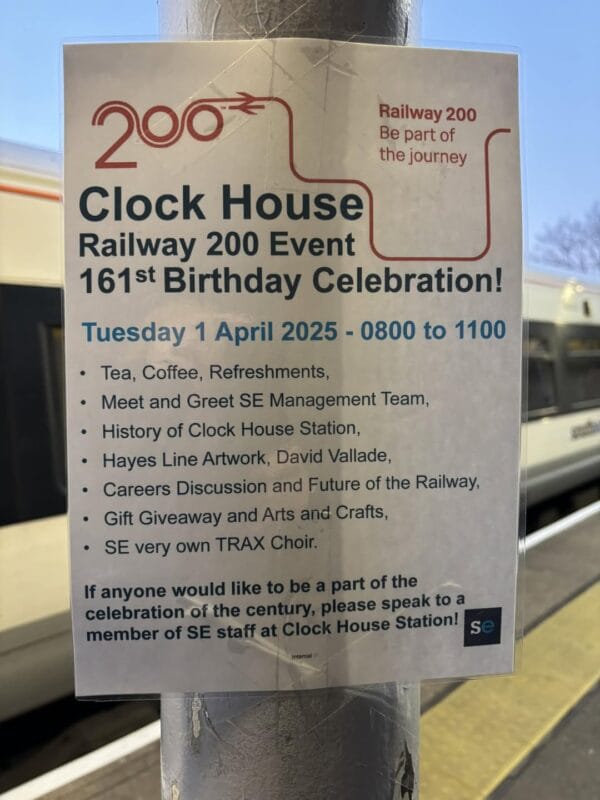 200
Railway 200
Be part of
the journey
Clock House
Railway 200 Event
161st Birthday Celebration!
Tuesday 1 April 2025 - 0800 to 1100
• Tea, Coffee, Refreshments,
• Meet and Greet SE Management Team,
• History of Clock House Station,
• Hayes Line Artwork, David Vallade,
• Careers Discussion and Future of the Railway,
• Gift Giveaway and Arts and Crafts,
• SE very own TRAX Choir.
If anyone would like to be a part of the
celebration of the century, please speak to a
member of SE staff at Clock House Station!
se
Internal